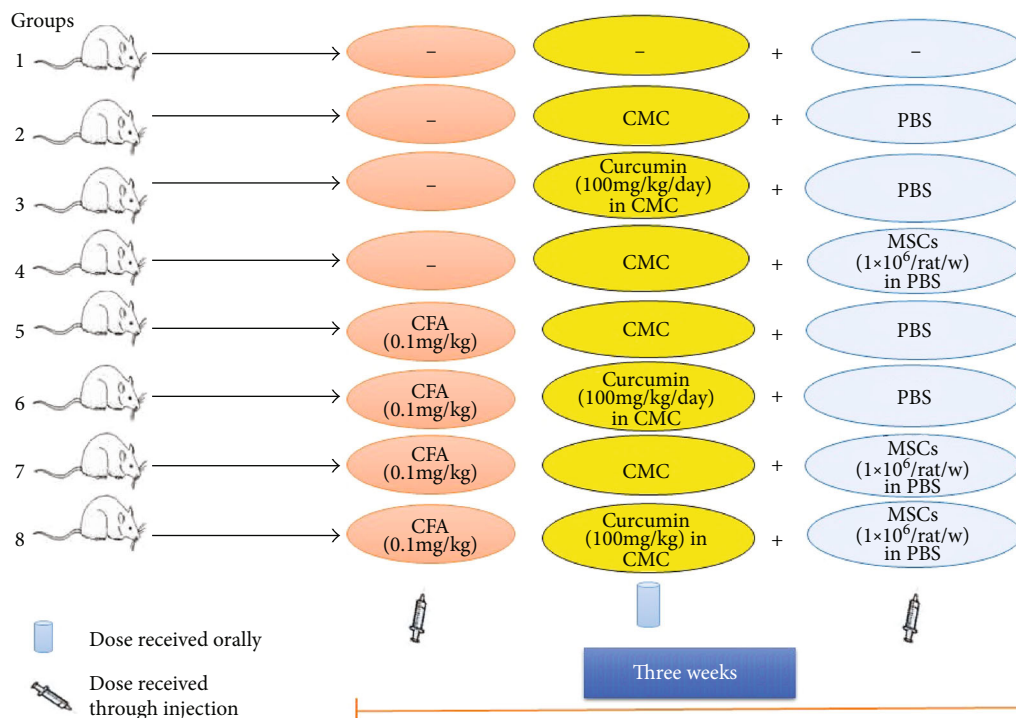 Groups
1
–
–
+
–
2
–
CMC
+
PBS
3
–
Curcumin
(100mg/kg/day)
in CMC
+
PBS
4
–
CMC
+
MSCs
(1×10⁶/rat/w)
in PBS
5
CFA
(0.1mg/kg)
CMC
+
PBS
6
CFA
(0.1mg/kg)
Curcumin
(100mg/kg/day)
in CMC
+
PBS
7
CFA
(0.1mg/kg)
CMC
+
MSCs
(1×10⁶/rat/w)
in PBS
8
CFA
(0.1mg/kg)
Curcumin
(100mg/kg) in
CMC
+
MSCs
(1×10⁶/rat/w)
in PBS
Dose received orally
Dose received
through injection
Three weeks